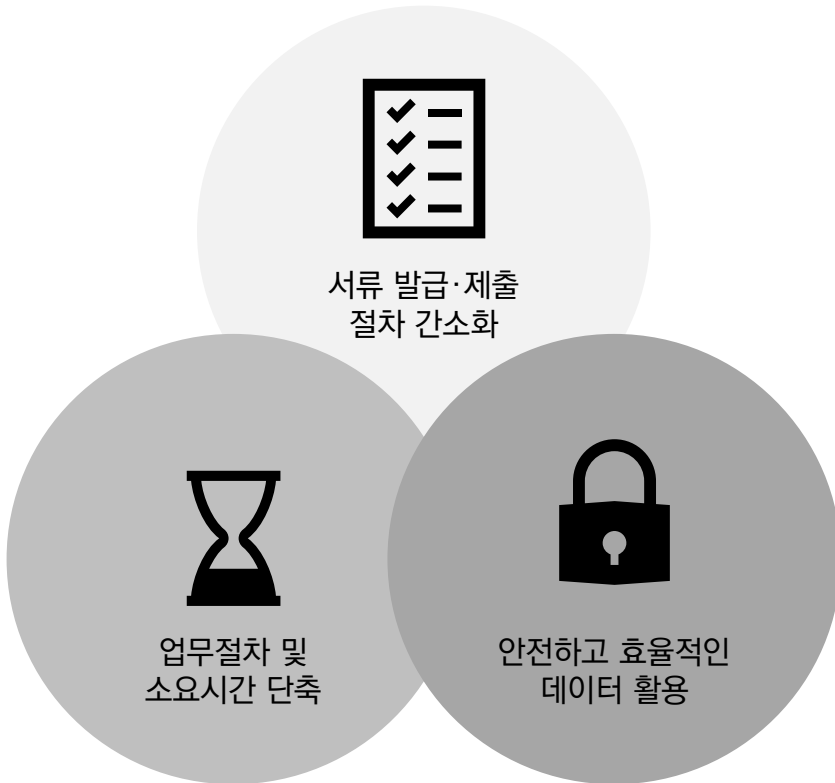 서류 발급·제출
절차 간소화
업무절차 및
소요시간 단축
안전하고 효율적인
데이터 활용